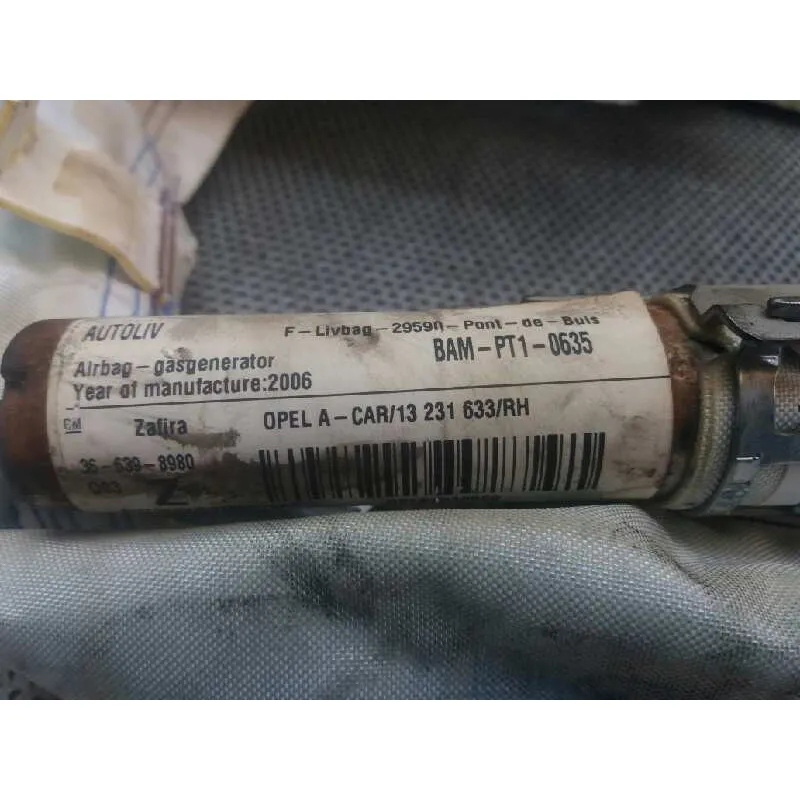 AUTOLIV
F-Livbag-29590-Pont-de-Buis
Airbag-gasgenerator
BAM-PT1-0635
Year of manufacture:2006
GM
Zafira
OPEL A-CAR/13 231 633/RH
36-639-8980